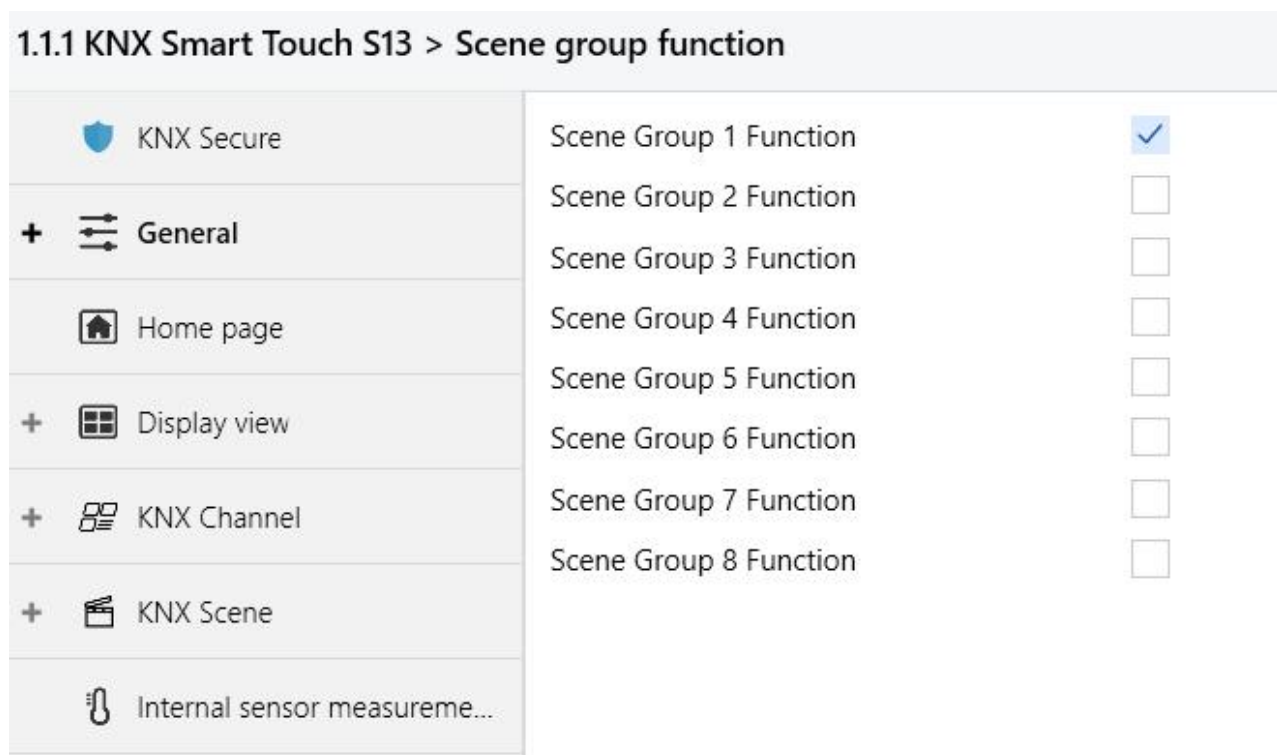 1.1.1 KNX Smart Touch S13 > Scene group function
KNX Secure
+ General
Home page
+ Display view
+ KNX Channel
+ KNX Scene
Internal sensor measureme...
Scene Group 1 Function
Scene Group 2 Function
Scene Group 3 Function
Scene Group 4 Function
Scene Group 5 Function
Scene Group 6 Function
Scene Group 7 Function
Scene Group 8 Function